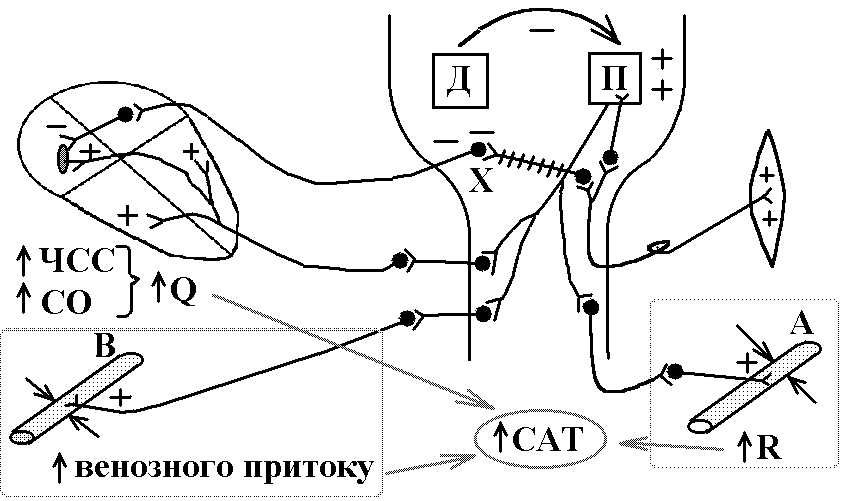 Д
П
Х
↑ ЧСС
↑ СО
↑ Q
В
↑ венозного притоку
А
↑ R
↑ САТ